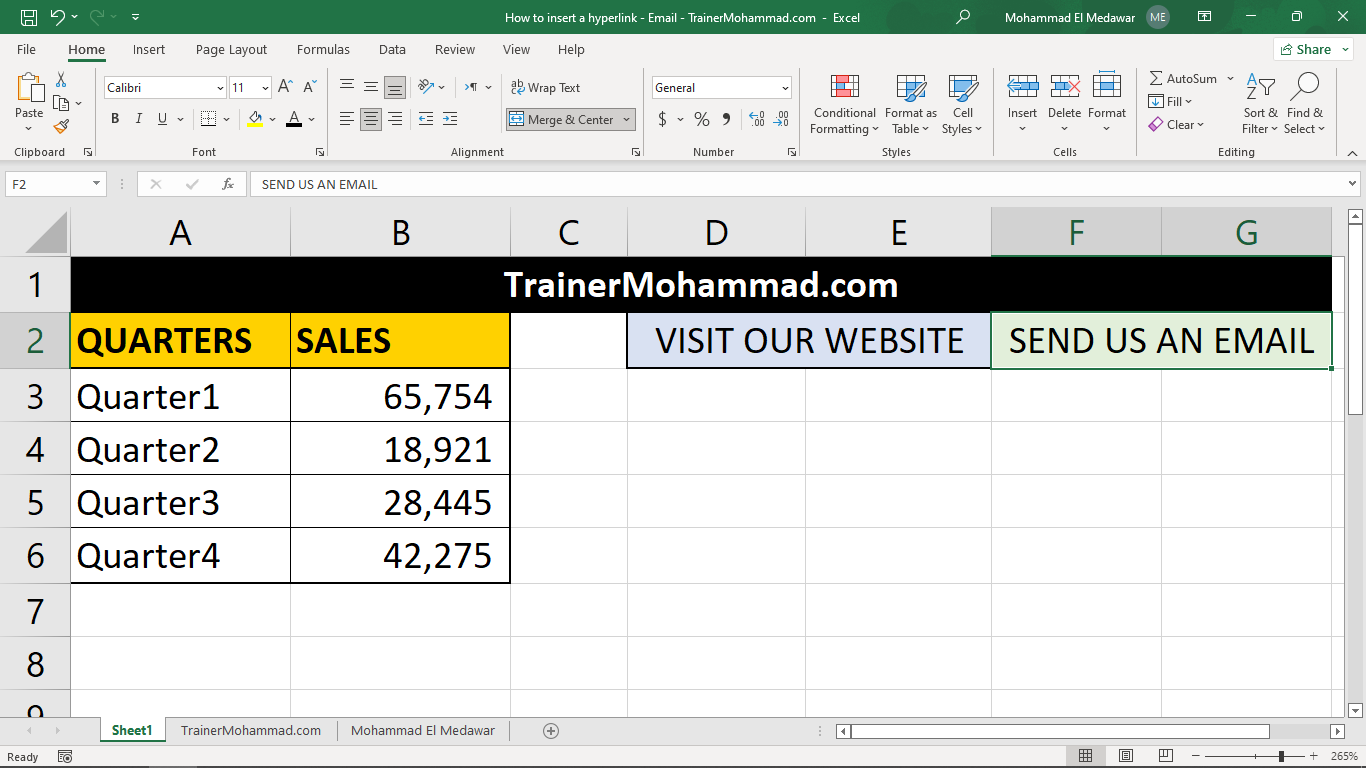 How to insert a hyperlink - Email - TrainerMohammad.com - Excel
Mohammad El Medawar ME
File Home Insert Page Layout Formulas Data Review View Help Share
Paste
Calibri 11
B I U
A A
A
ab Wrap Text
Merge & Center
General
$ % 9
Conditional Formatting
Format as Table
Cell Styles
Insert
Delete
Format
AutoSum
Fill
Clear
Sort & Filter
Find & Select
Clipboard Font Alignment Number Styles Cells Editing
F2 fx SEND US AN EMAIL
A B C D E F G
1 TrainerMohammad.com
2 QUARTERS SALES VISIT OUR WEBSITE SEND US AN EMAIL
3 Quarter1 65,754
4 Quarter2 18,921
5 Quarter3 28,445
6 Quarter4 42,275
7
8
9
Sheet1 TrainerMohammad.com Mohammad El Medawar
Ready 265%